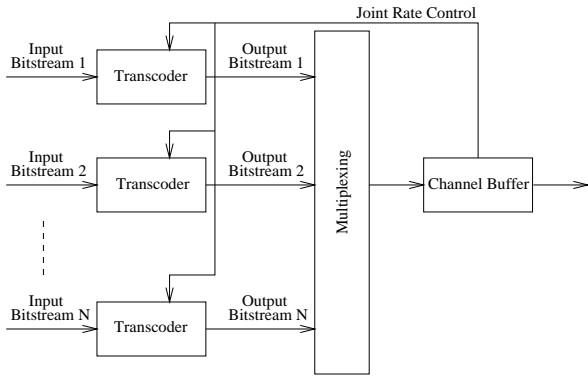 Joint Rate Control
Input
Bitstream 1
Transcoder
Output
Bitstream 1
Input
Bitstream 2
Transcoder
Output
Bitstream 2
Multiplexing
Channel Buffer
Input
Bitstream N
Transcoder
Output
Bitstream N